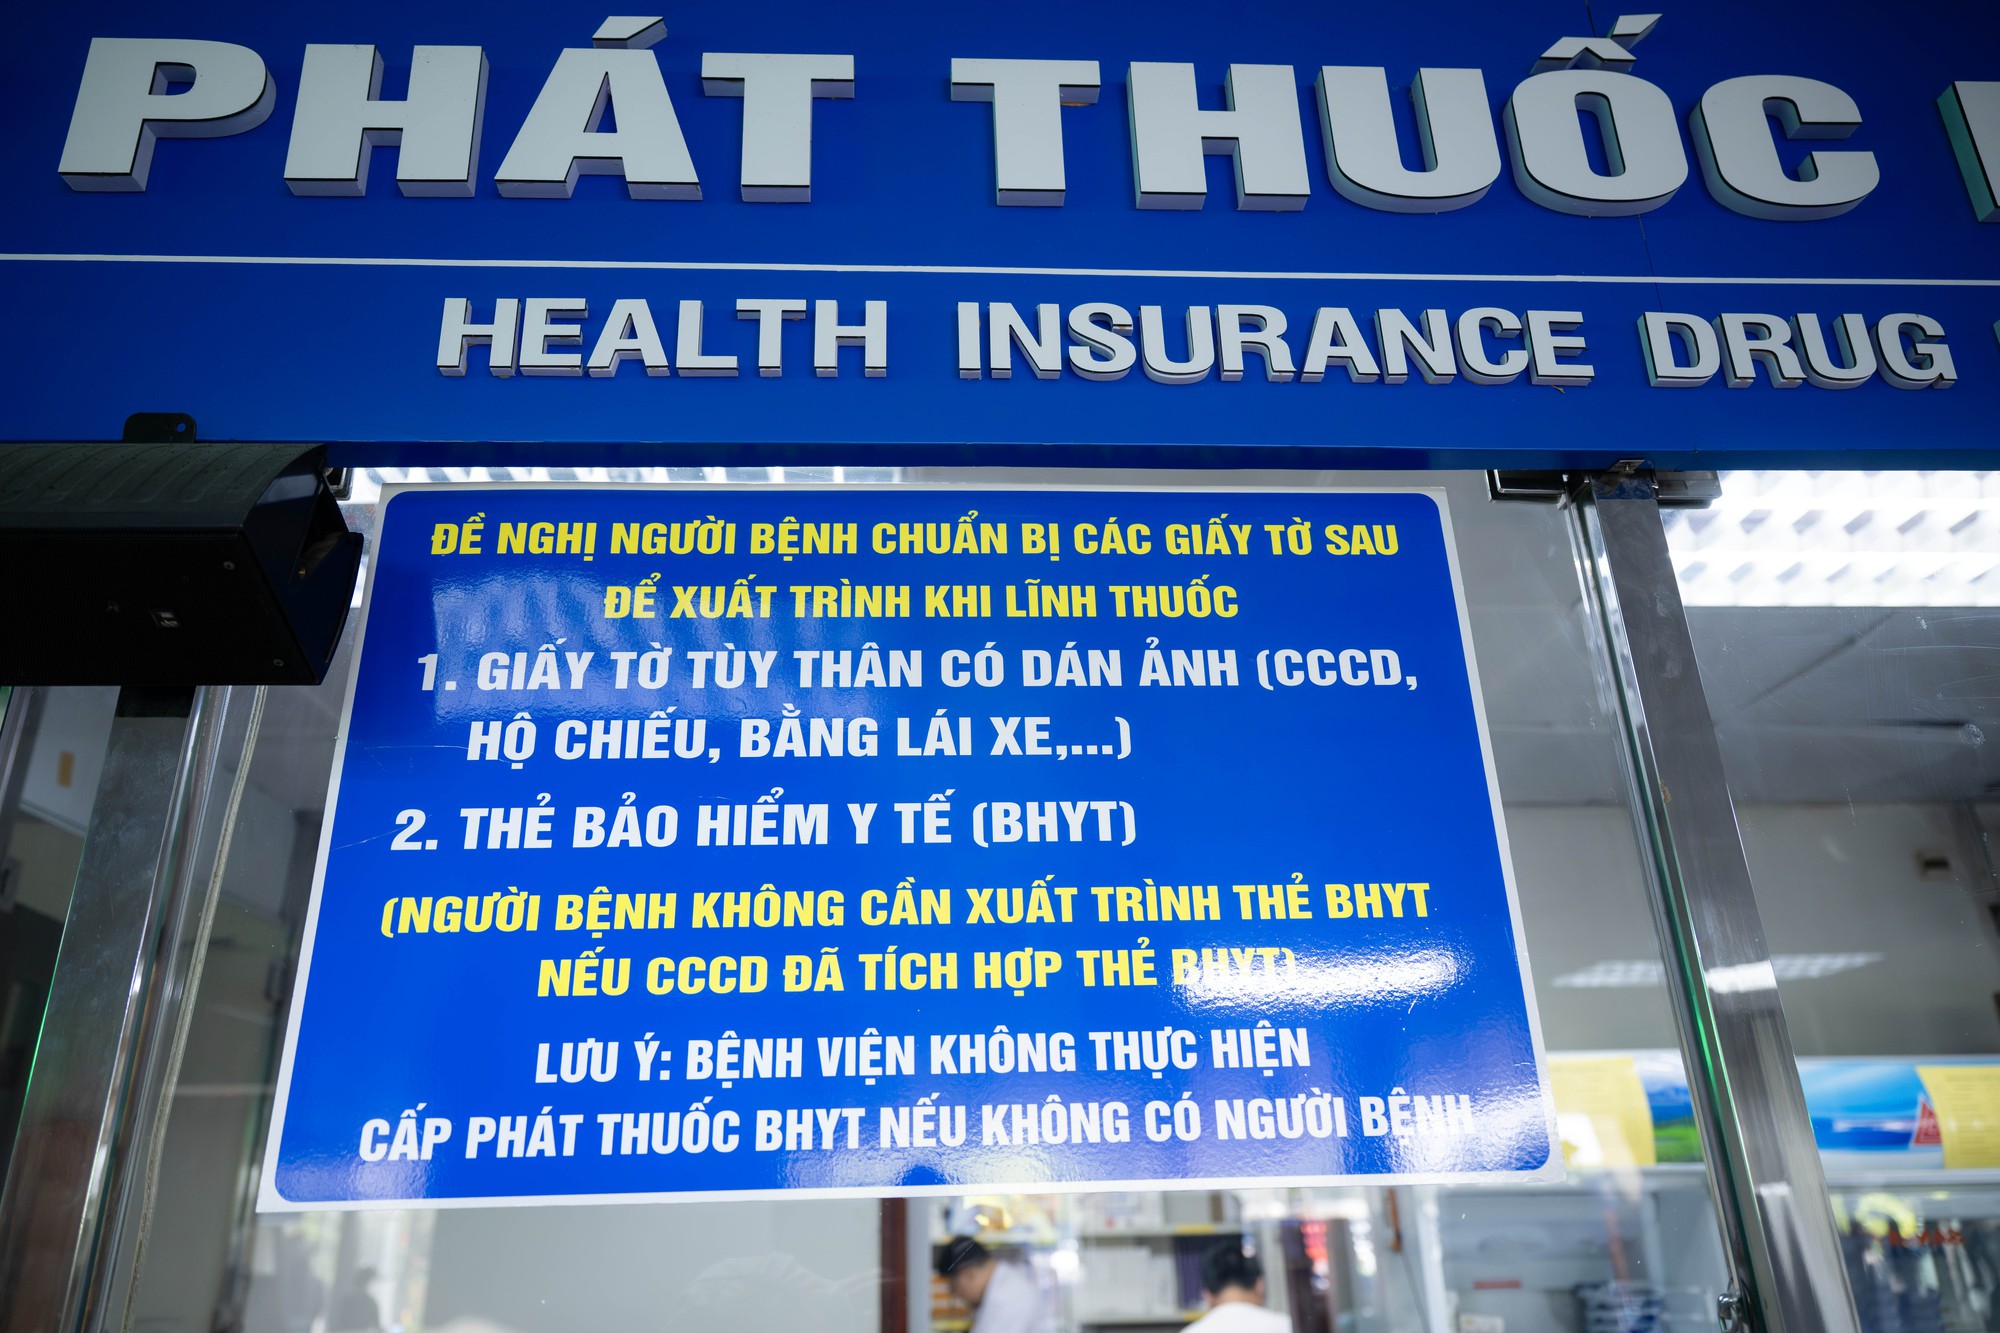 PHÁT THUỐC
HEALTH INSURANCE DRUG
ĐỀ NGHỊ NGƯỜI BỆNH CHUẨN BỊ CÁC GIẤY TỜ SAU
ĐỂ XUẤT TRÌNH KHI LĨNH THUỐC
1. GIẤY TỜ TÙY THÂN CÓ DÁN ẢNH (CCCD,
HỘ CHIẾU, BẰNG LÁI XE,...)
2. THẺ BẢO HIỂM Y TẾ (BHYT)
(NGƯỜI BỆNH KHÔNG CẦN XUẤT TRÌNH THẺ BHYT
NẾU CCCD ĐÃ TÍCH HỢP THẺ BHYT)
LƯU Ý: BỆNH VIỆN KHÔNG THỰC HIỆN
CẤP PHÁT THUỐC BHYT NẾU KHÔNG CÓ NGƯỜI BỆNH